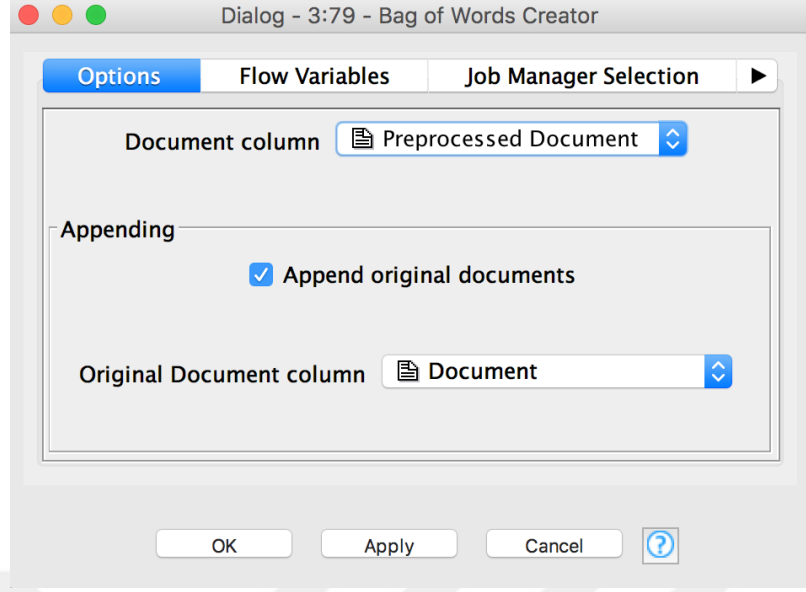 Dialog - 3:79 - Bag of Words Creator
Options Flow Variables Job Manager Selection
Document column Preprocessed Document
Appending
Append original documents
Original Document column Document
OK Apply Cancel ?